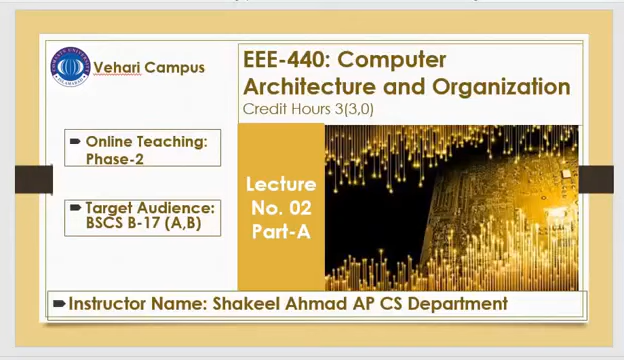 Vehari Campus
EEE-440: Computer
Architecture and Organization
Credit Hours 3(3,0)
Online Teaching:
Phase-2
Target Audience:
BSCS B-17 (A,B)
Lecture
No. 02
Part-A
Instructor Name: Shakeel Ahmad AP CS Department